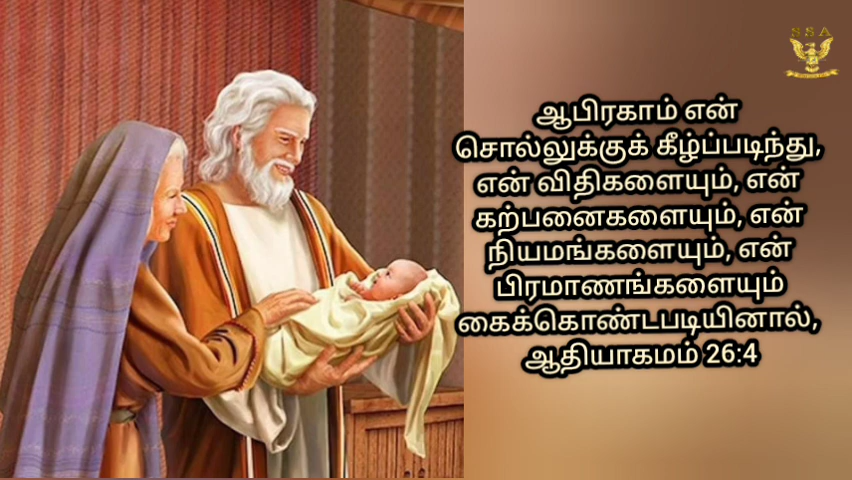 SSA
ஆபிரகாம் என்
சொல்லுக்குக் கீழ்ப்படிந்து,
என் விதிகளையும், என்
கற்பனைகளையும், என்
நியமங்களையும், என்
பிரமாணங்களையும்
கைக்கொண்டபடியினால்,
ஆதியாகமம் 26:4